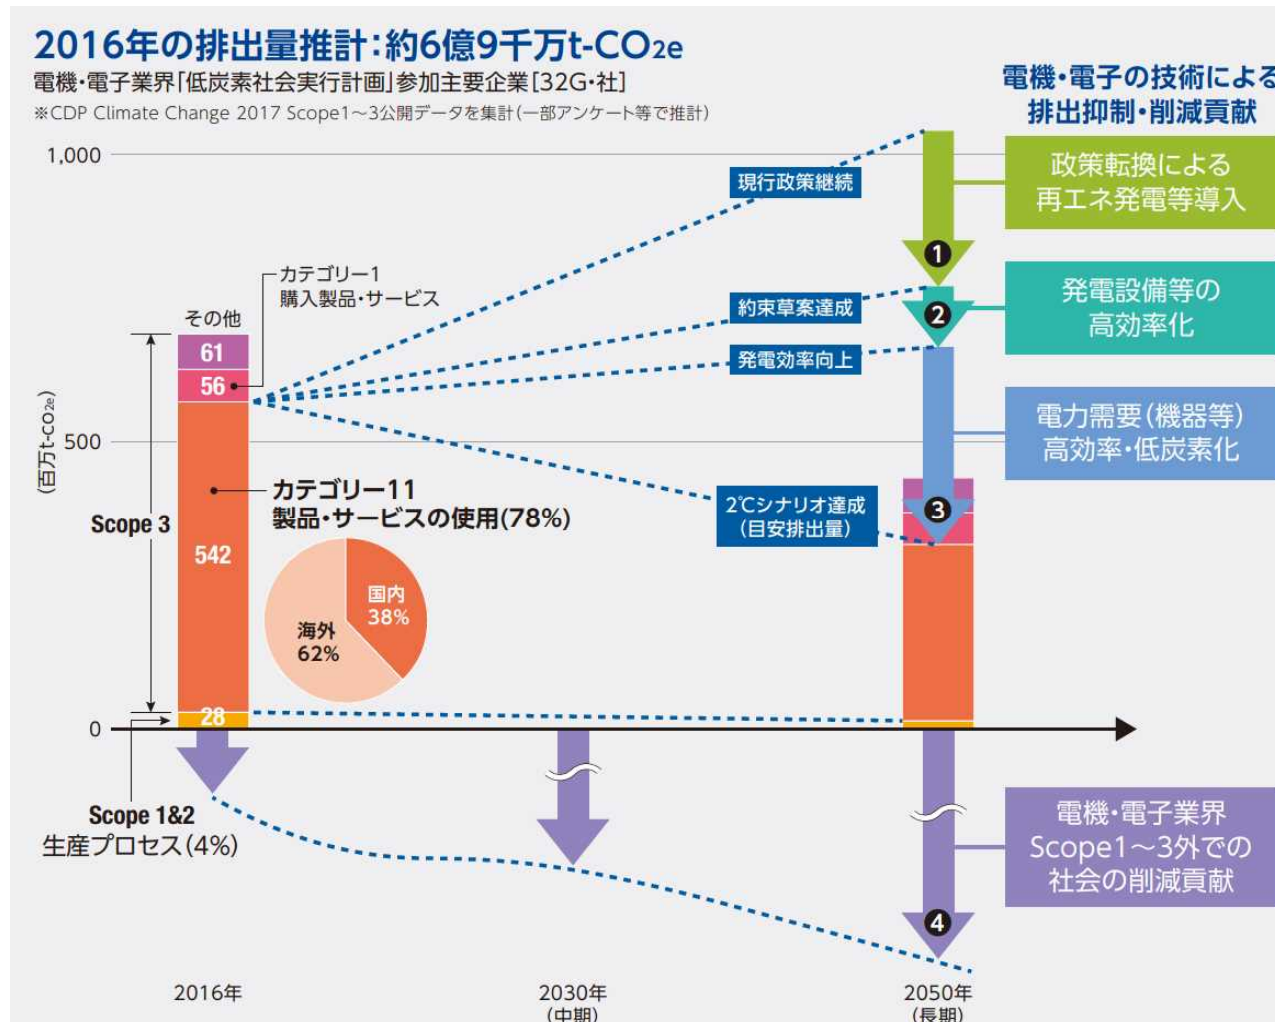 2016年の排出量推計：約6億9千万t-CO2e
電機・電子業界「低炭素社会実行計画」参加主要企業[32G・社]
※CDP Climate Change 2017 Scope1〜3公開データを集計（一部アンケート等で推計）
電機・電子の技術による
排出抑制・削減貢献
1,000
500
0
（百万t-co2e）
現行政策継続
約束草案達成
発電効率向上
2℃シナリオ達成
（目安排出量）
カテゴリー1
購入製品・サービス
その他
61
56
542
28
Scope 3
カテゴリー11
製品・サービスの使用(78%)
国内
38%
海外
62%
Scope 1&2
生産プロセス(4%)
1
政策転換による
再エネ発電等導入
2
発電設備等の
高効率化
3
電力需要（機器等）
高効率・低炭素化
4
電機・電子業界
Scope1〜3外での
社会の削減貢献
2016年
2030年
(中期)
2050年
(長期)